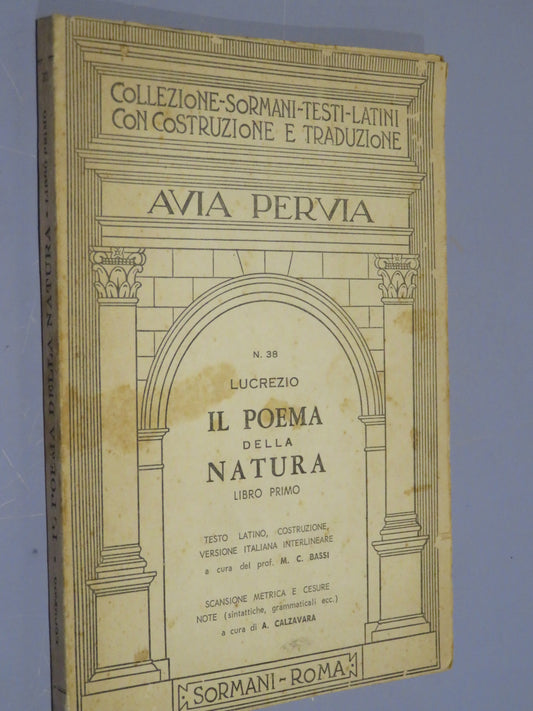 COLLEZIONE-SORMANI-TESTI-LATINI
CON COSTRUZIONE E TRADUZIONE
AVIA PERVIA
N. 38
LUCREZIO
IL POEMA
DELLA
NATURA
LIBRO PRIMO
TESTO LATINO, COSTRUZIONE,
VERSIONE ITALIANA INTERLINEARE
a cura del prof. M. C. BASSI
SCANSIONE METRICA E CESURE
NOTE (sintattiche, grammaticali ecc.)
a cura di A. CALZAVARA
SORMANI-ROMA
POEMA DELLA NATURA - LIBRO PRIMO